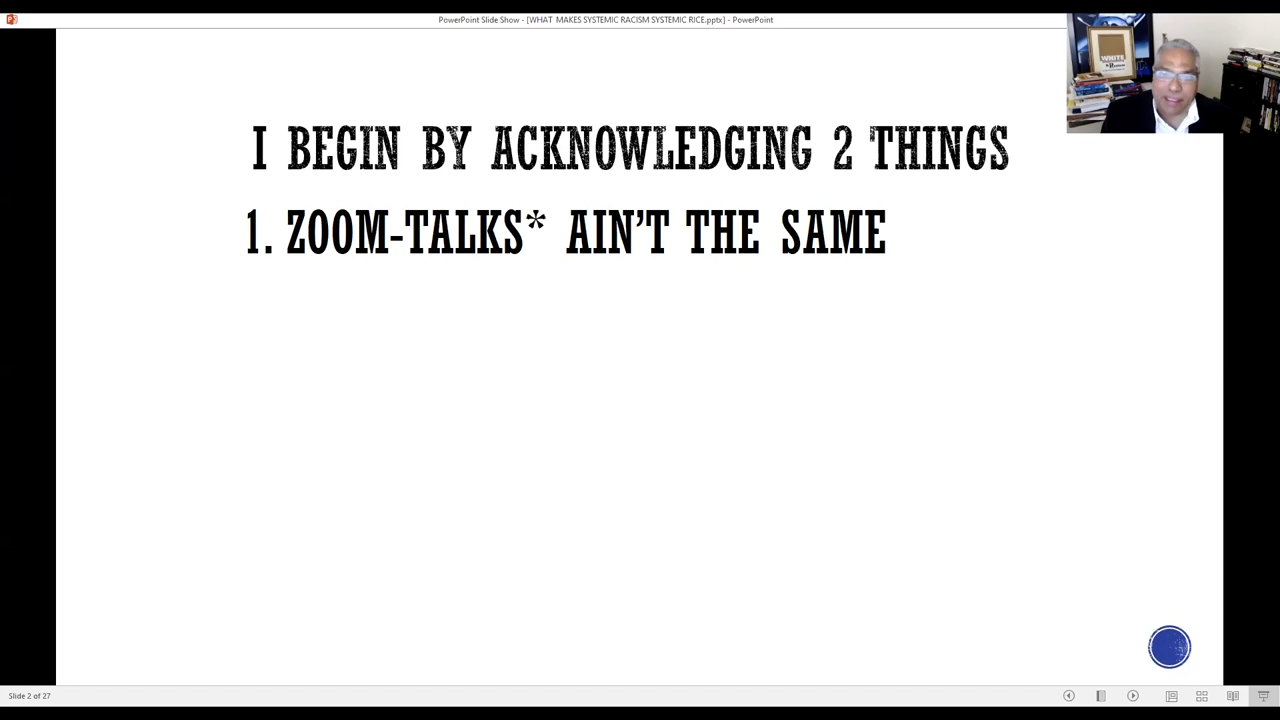 PowerPoint Slide Show - [WHAT MAKES SYSTEMIC RACISM SYSTEMIC RICE.pptx] - PowerPoint
WHITE
I BEGIN BY ACKNOWLEDGING 2 THINGS
1. ZOOM-TALKS* AIN'T THE SAME
Slide 2 of 27